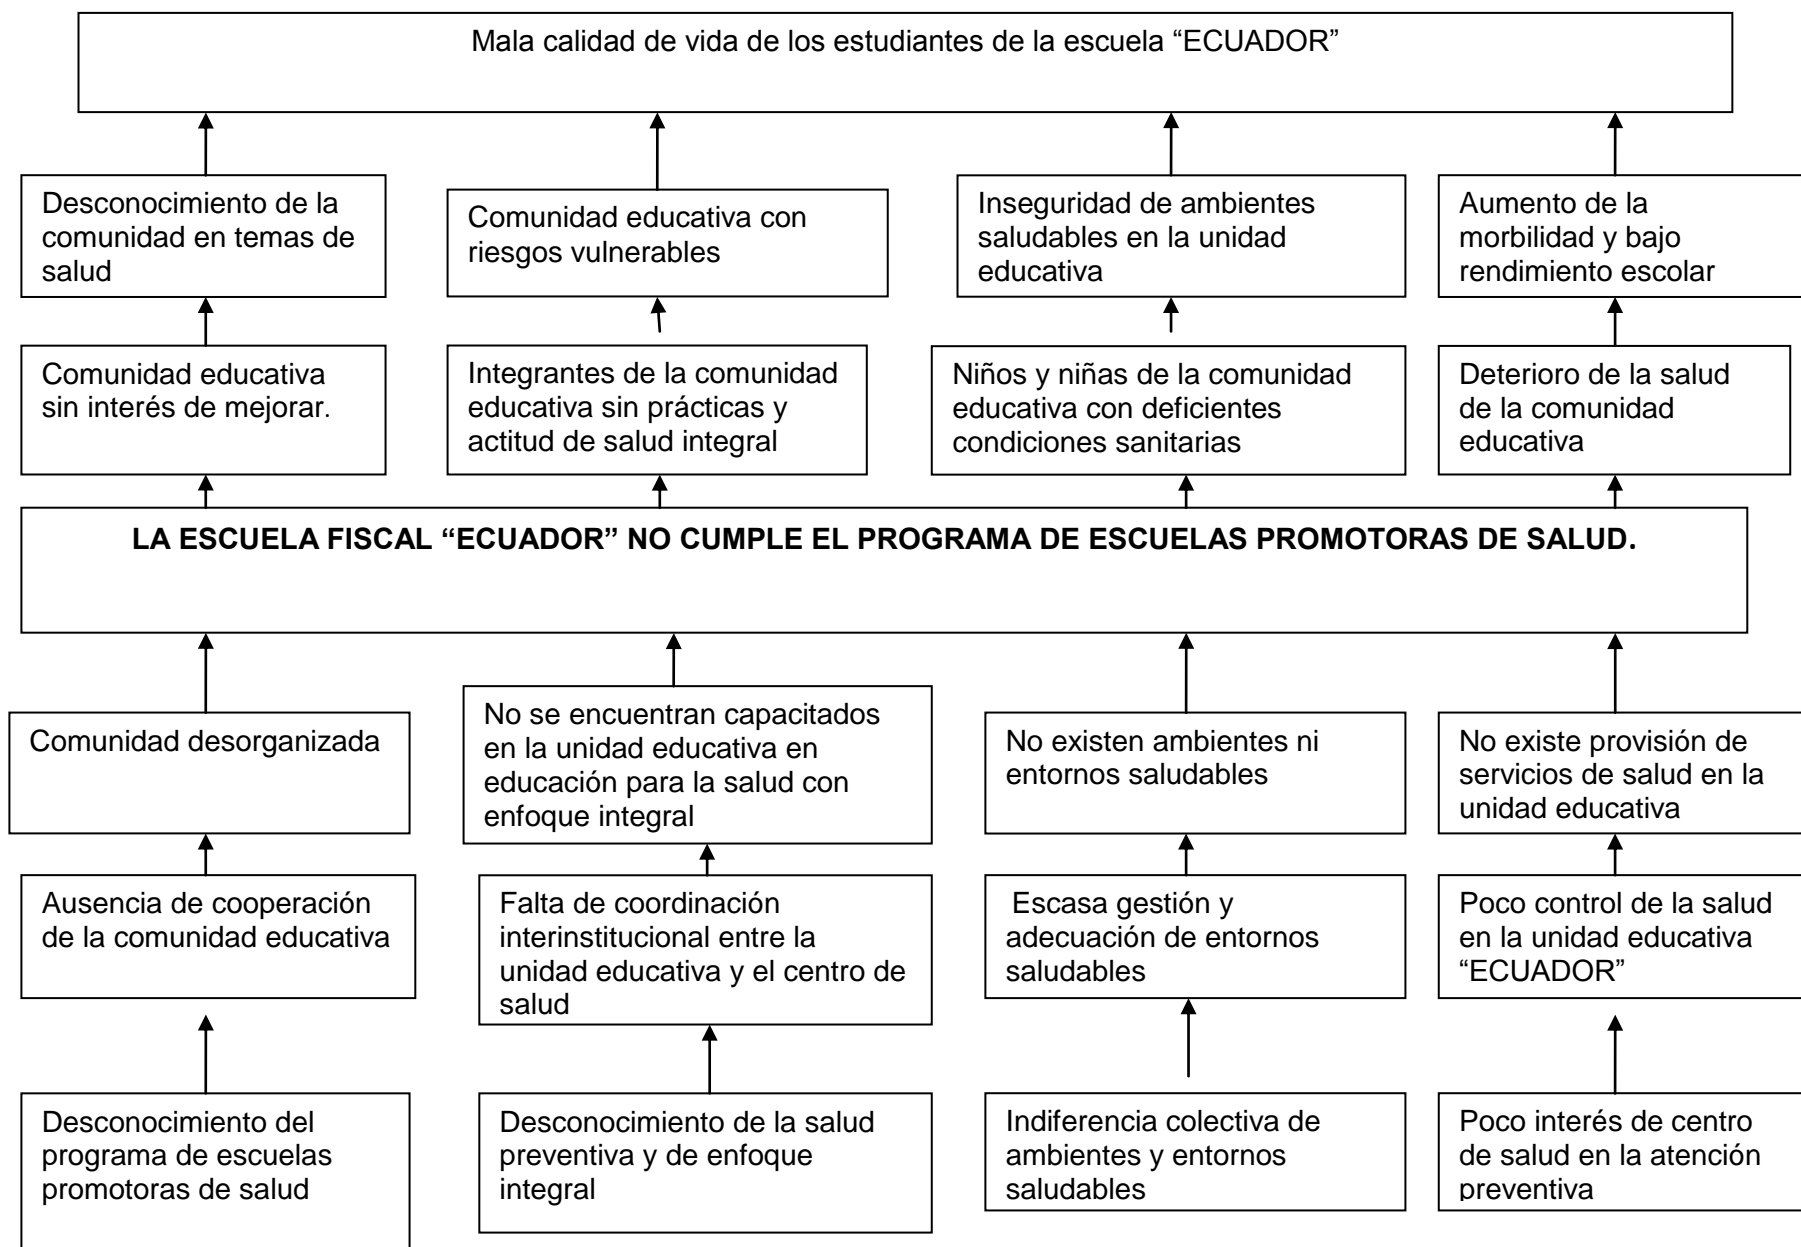 Mala calidad de vida de los estudiantes de la escuela “ECUADOR”
Desconocimiento de la
comunidad en temas de
salud
Comunidad educativa con
riesgos vulnerables
Inseguridad de ambientes
saludables en la unidad
educativa
Aumento de la
morbilidad y bajo
rendimiento escolar
Comunidad educativa
sin interés de mejorar.
Integrantes de la comunidad
educativa sin prácticas y
actitud de salud integral
Niños y niñas de la comunidad
educativa con deficientes
condiciones sanitarias
Deterioro de la salud
de la comunidad
educativa
LA ESCUELA FISCAL “ECUADOR” NO CUMPLE EL PROGRAMA DE ESCUELAS PROMOTORAS DE SALUD.
Comunidad desorganizada
No se encuentran capacitados
en la unidad educativa en
educación para la salud con
enfoque integral
No existen ambientes ni
entornos saludables
No existe provisión de
servicios de salud en la
unidad educativa
Ausencia de cooperación
de la comunidad educativa
Falta de coordinación
interinstitucional entre la
unidad educativa y el centro de
salud
Escasa gestión y
adecuación de entornos
saludables
Poco control de la salud
en la unidad educativa
“ECUADOR”
Desconocimiento del
programa de escuelas
promotoras de salud
Desconocimiento de la salud
preventiva y de enfoque
integral
Indiferencia colectiva de
ambientes y entornos
saludables
Poco interés de centro
de salud en la atención
preventiva